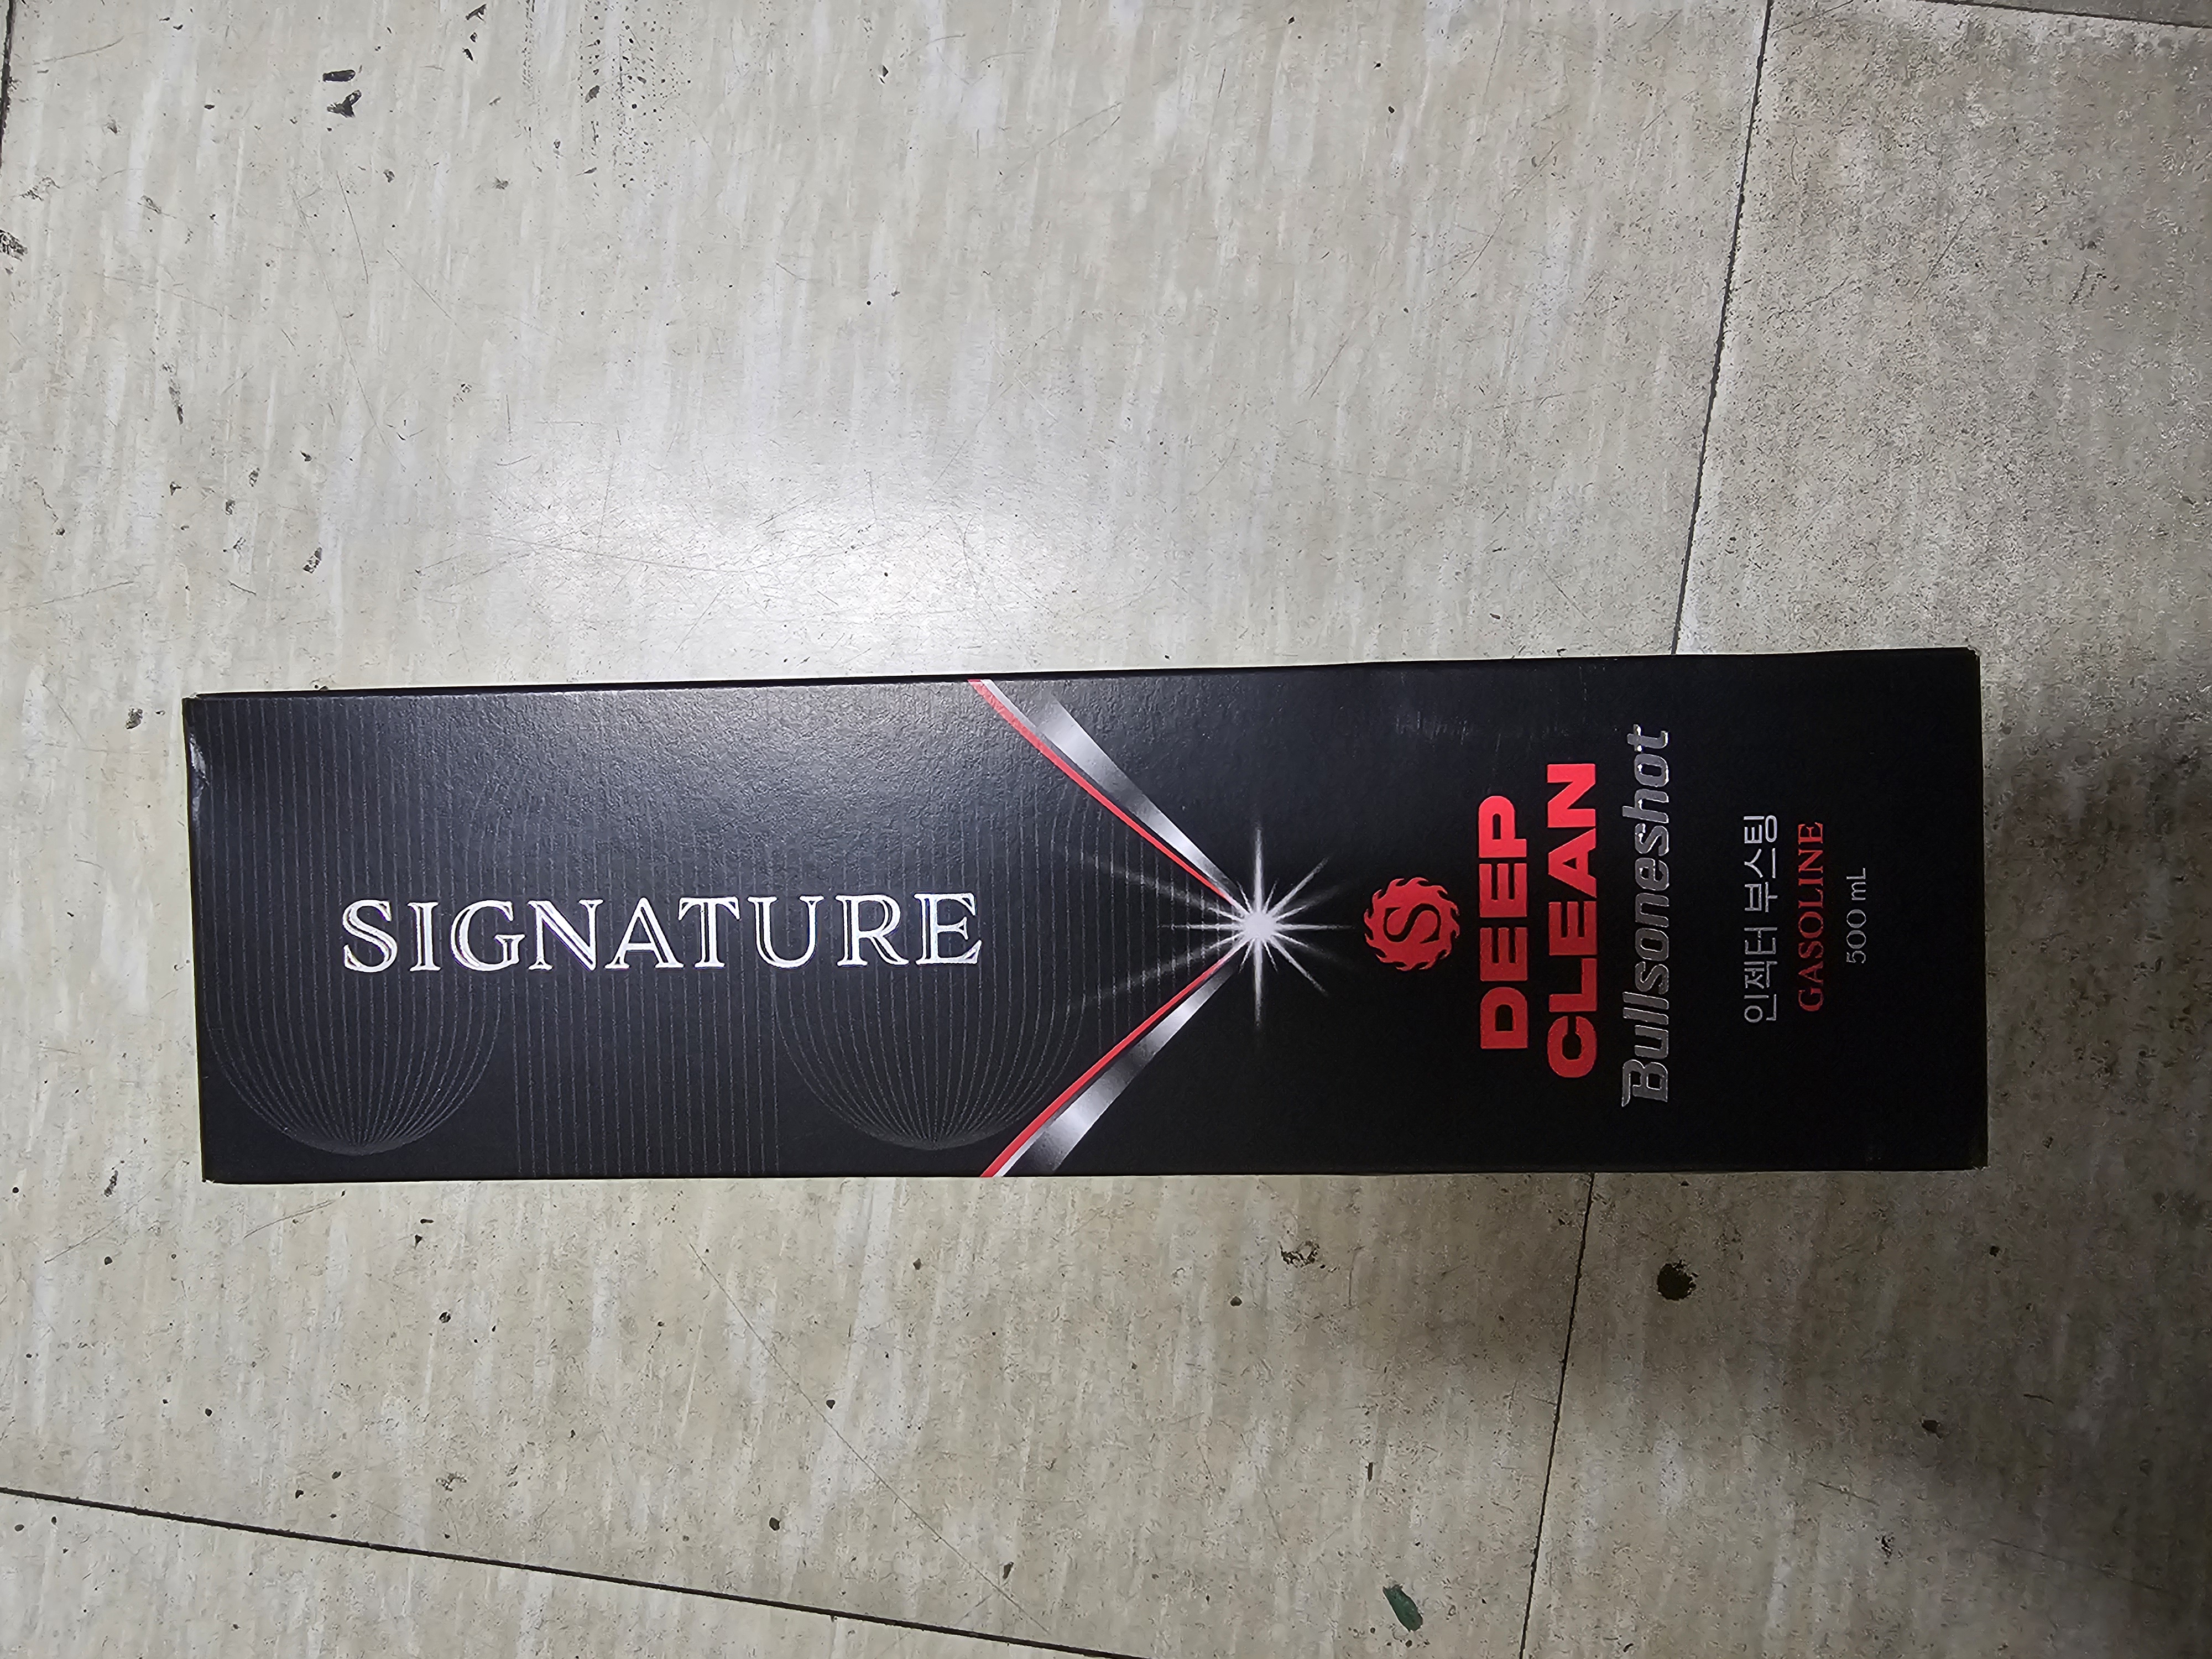 SIGNATURE
S
DEEP
CLEAN
Bullsoneshot
인젝터 부스팅
GASOLINE
500 mL